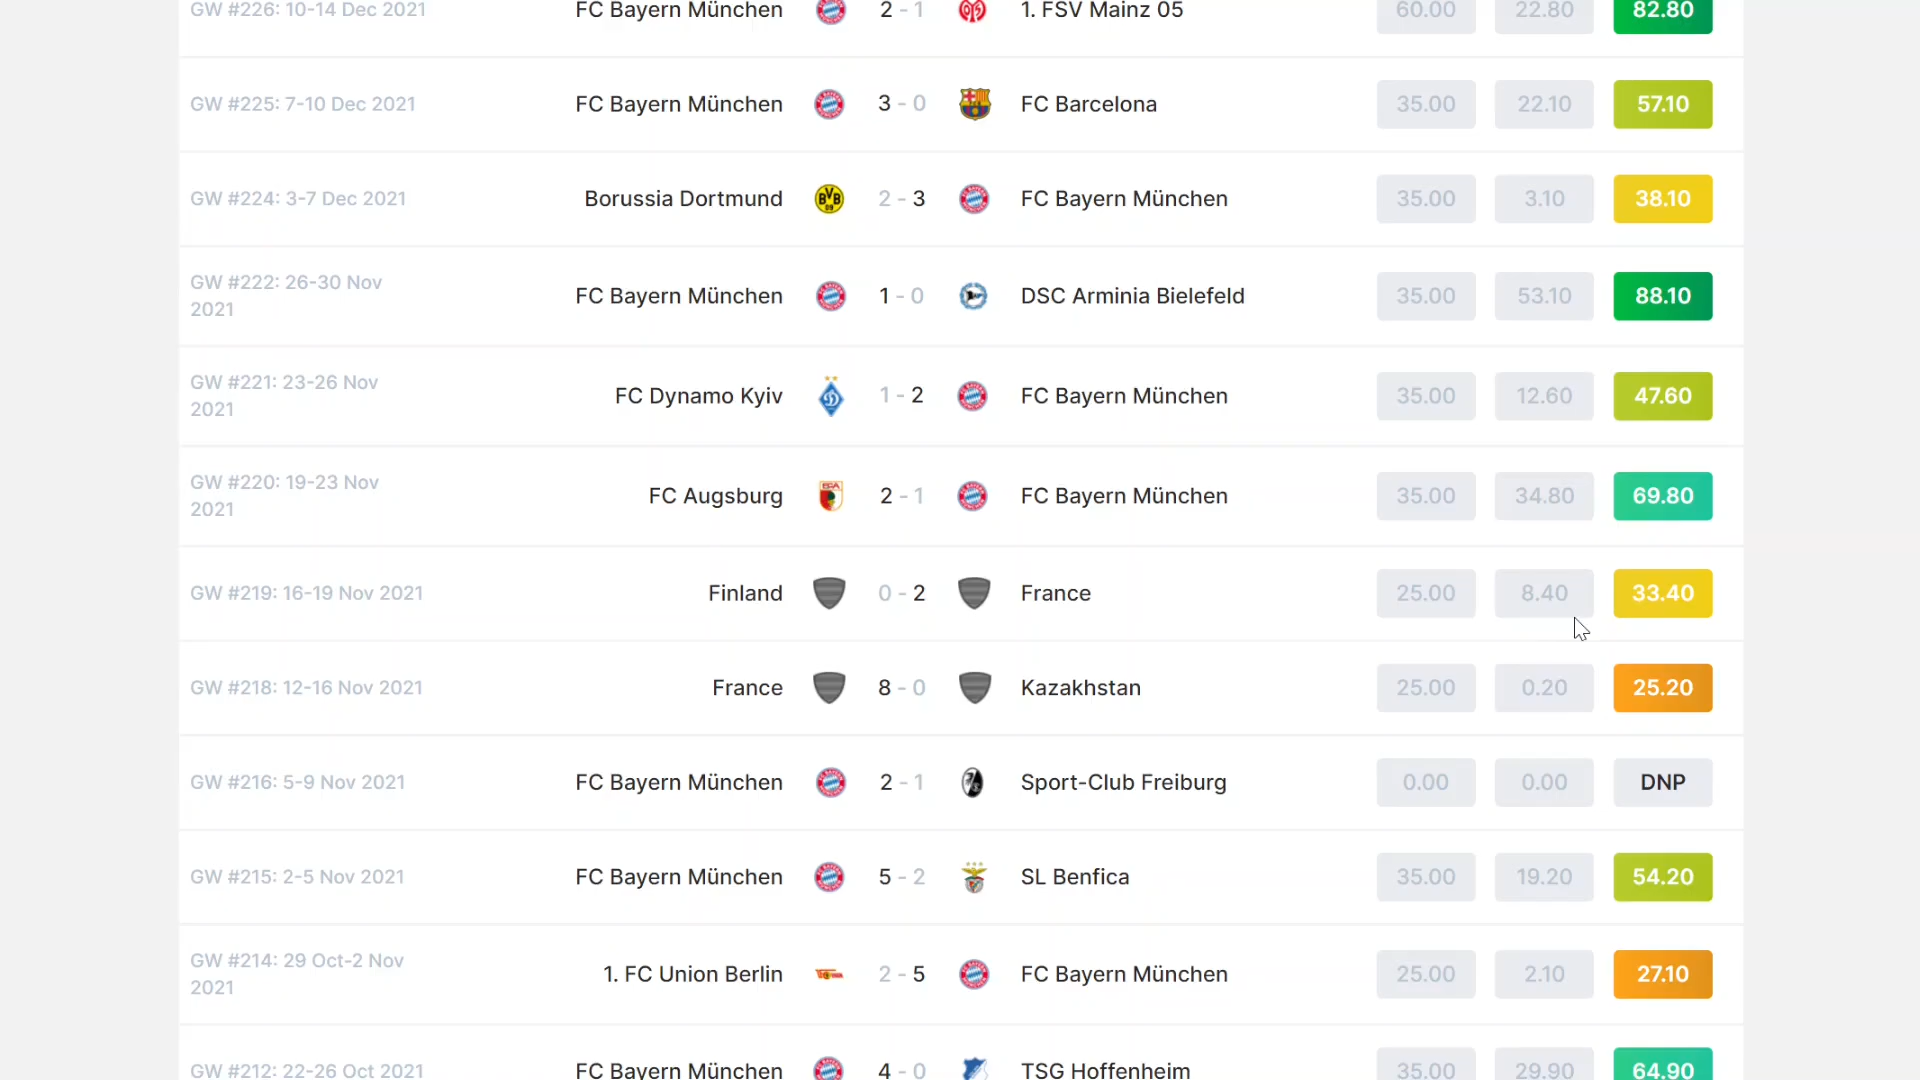 GW #226: 10-14 Dec 2021 FC Bayern München 2 - 1 1. FSV Mainz 05 60.00 22.80 82.80
GW #225: 7-10 Dec 2021 FC Bayern München 3 - 0 FC Barcelona 35.00 22.10 57.10
GW #224: 3-7 Dec 2021 Borussia Dortmund BVB 09 2 - 3 FC Bayern München 35.00 3.10 38.10
GW #222: 26-30 Nov
2021
FC Bayern München 1 - 0 DSC Arminia Bielefeld 35.00 53.10 88.10
GW #221: 23-26 Nov
2021
FC Dynamo Kyiv 1 - 2 FC Bayern München 35.00 12.60 47.60
GW #220: 19-23 Nov
2021
FC Augsburg 2 - 1 FC Bayern München 35.00 34.80 69.80
GW #219: 16-19 Nov 2021 Finland 0 - 2 France 25.00 8.40 33.40
GW #218: 12-16 Nov 2021 France 8 - 0 Kazakhstan 25.00 0.20 25.20
GW #216: 5-9 Nov 2021 FC Bayern München 2 - 1 Sport-Club Freiburg 0.00 0.00 DNP
GW #215: 2-5 Nov 2021 FC Bayern München 5 - 2 SL Benfica 35.00 19.20 54.20
GW #214: 29 Oct-2 Nov
2021
1. FC Union Berlin 2 - 5 FC Bayern München 25.00 2.10 27.10
GW #212: 22-26 Oct 2021 FC Bayern München 4 - 0 TSG Hoffenheim 35.00 29.90 64.90